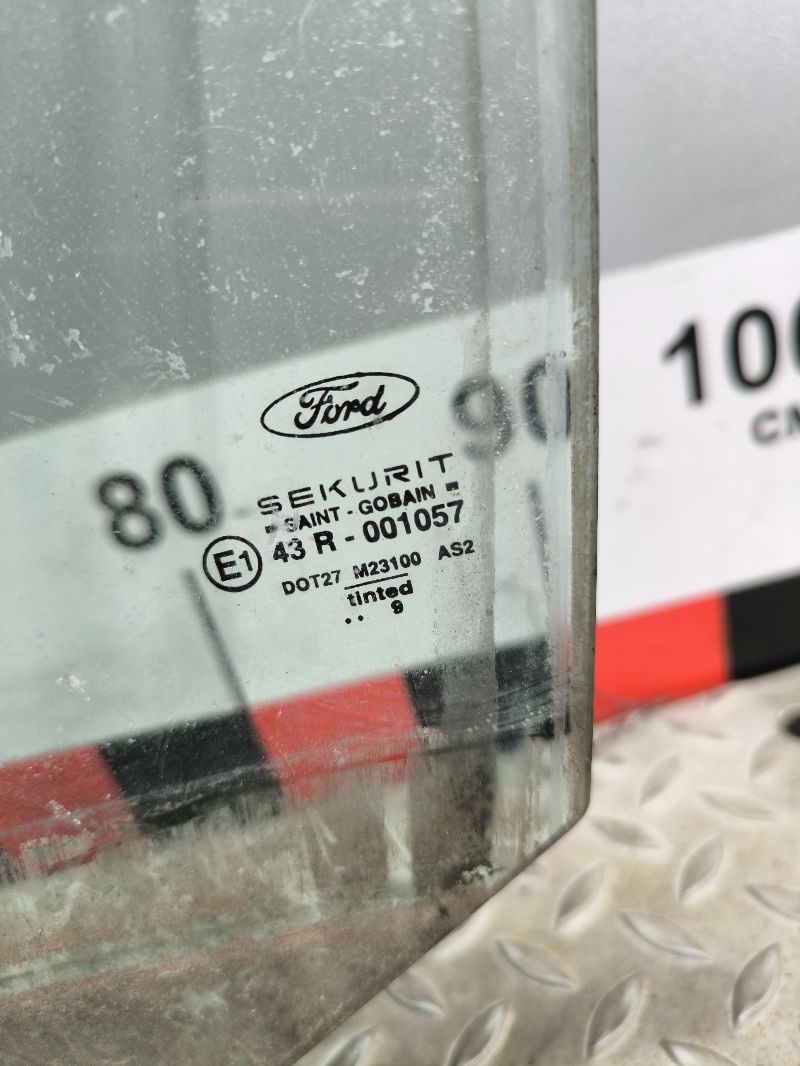 Ford
SEKURIT
SAINT - GOBAIN
E1 43 R - 001057
DOT27 M23100 AS2
tinted
.. 9
80
90
100
CM